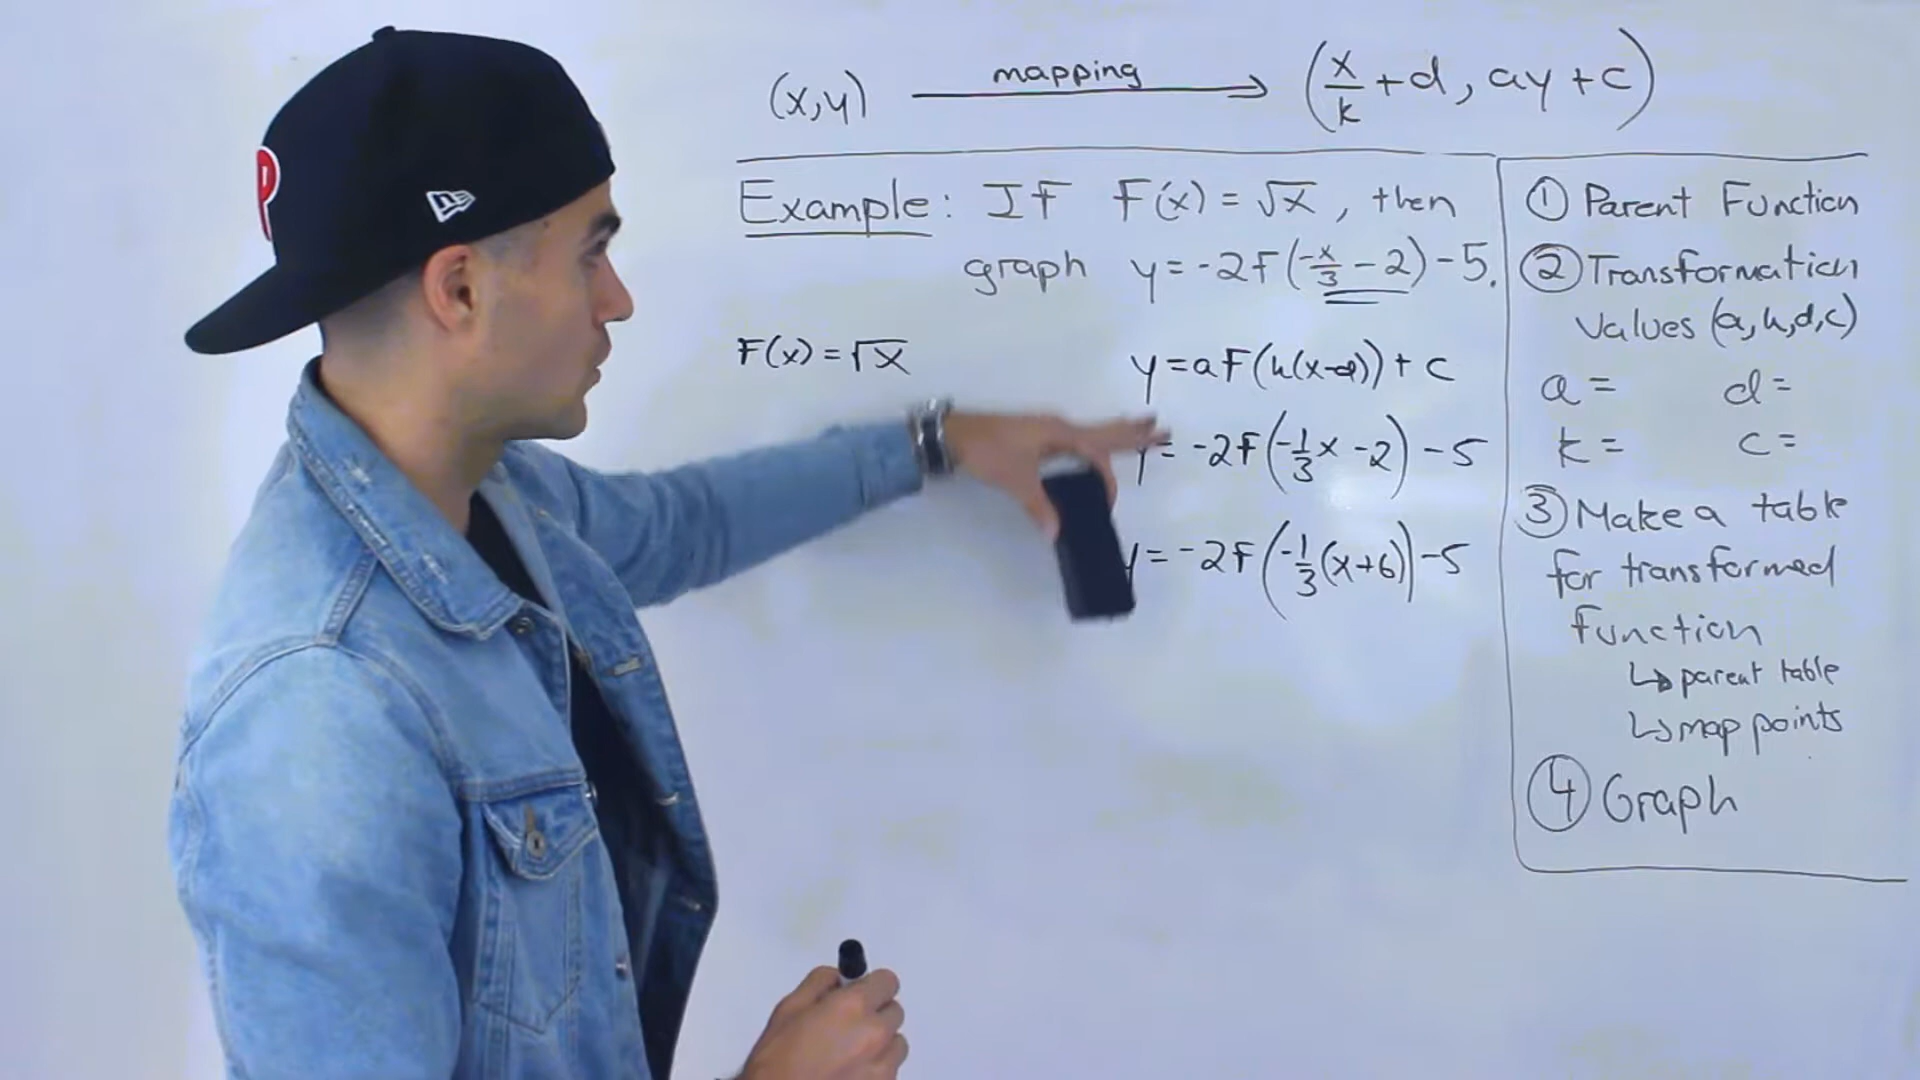 (x,y) mapping (x/k + d, ay + c)
Example: If F(x) = √x, then
graph y = -2F(-x/3 - 2) - 5.
F(x) = √x
y = aF(k(x-d)) + c
y = -2F(-1/3x - 2) - 5
y = -2F(-1/3(x+6)) - 5
① Parent Function
② Transformation
Values (a,k,d,c)
a = d =
k = c =
③ Make a table
for transformed
function
↳ parent table
↳ map points
④ Graph
P